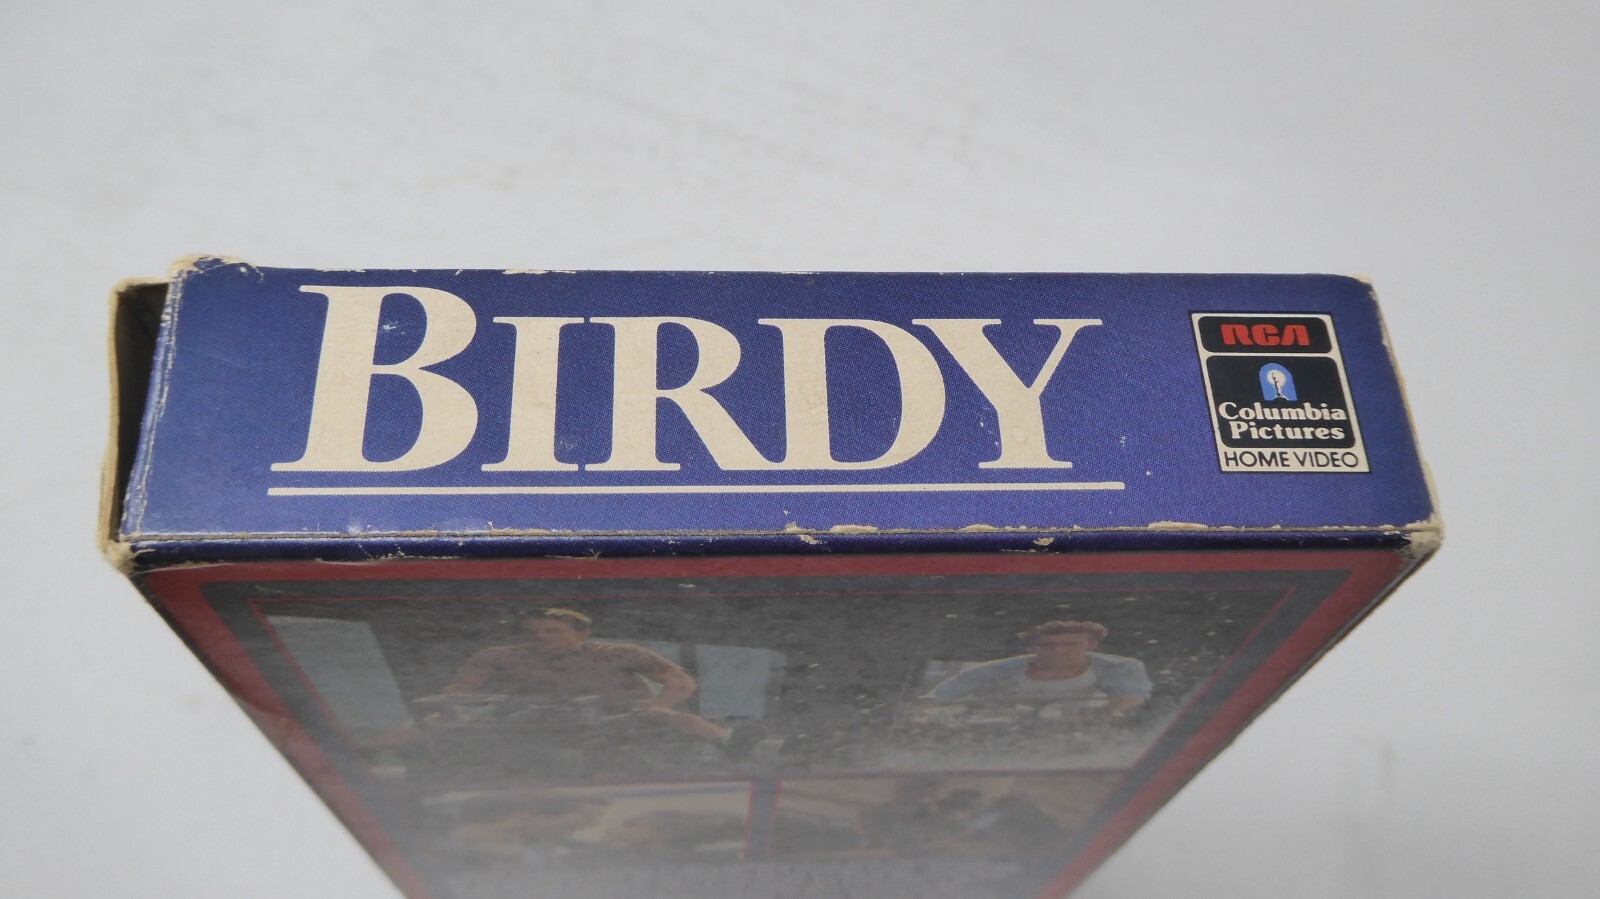 BIRDY
RCA
Columbia
Pictures
HOME VIDEO